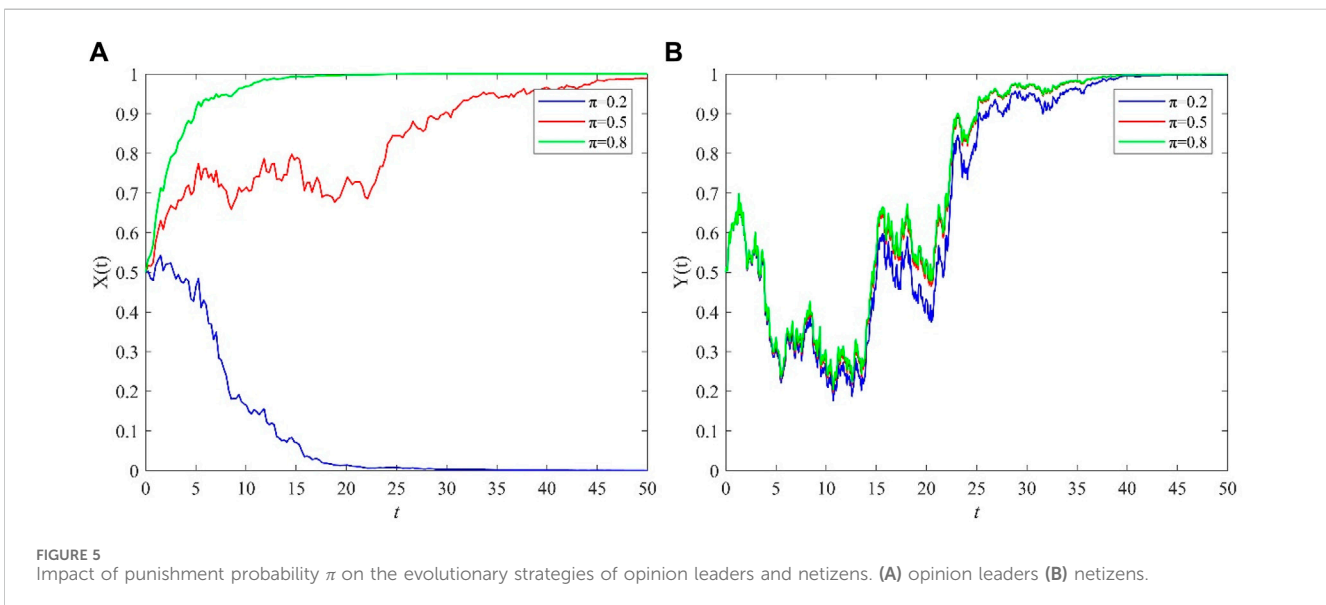 A
1
0.9
0.8
0.7
0.6
0.5
0.4
0.3
0.2
0.1
0
X(t)
0 5 10 15 20 25 30 35 40 45 50
t
π=0.2
π=0.5
π=0.8
B
1
0.9
0.8
0.7
0.6
0.5
0.4
0.3
0.2
0.1
0
Y(t)
0 5 10 15 20 25 30 35 40 45 50
t
π=0.2
π=0.5
π=0.8
FIGURE 5
Impact of punishment probability π on the evolutionary strategies of opinion leaders and netizens. (A) opinion leaders (B) netizens.